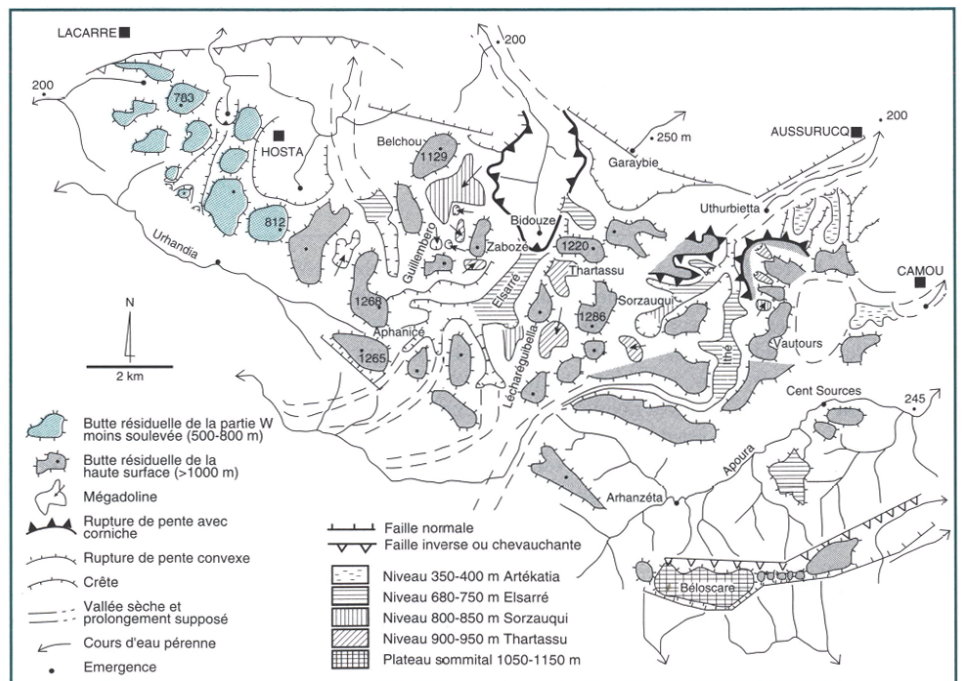 LACARRE
200
200
783
HOSTA
Belchou
1129
250 m
Garaybie
AUSSURUCQ
200
Uthurbietta
812
Urhandia
Guillembero
Bidouze
Zabozé
1220
Thartassu
Elsarré
1268
Sorzauqui
1286
CAMOU
Aphanicé
1265
Lécharéguibella
Ithé
Vautours
N
2 km
Cent Sources
245
Apoura
Arhanzéta
Béloscare
Butte résiduelle de la partie W
moins soulevée (500-800 m)
Butte résiduelle de la
haute surface (>1000 m)
Mégadoline
Rupture de pente avec
corniche
Rupture de pente convexe
Crête
Vallée sèche et
prolongement supposé
Cours d'eau pérenne
Emergence
Faille normale
Faille inverse ou chevauchante
Niveau 350-400 m Artékatia
Niveau 680-750 m Elsarré
Niveau 800-850 m Sorzauqui
Niveau 900-950 m Thartassu
Plateau sommital 1050-1150 m